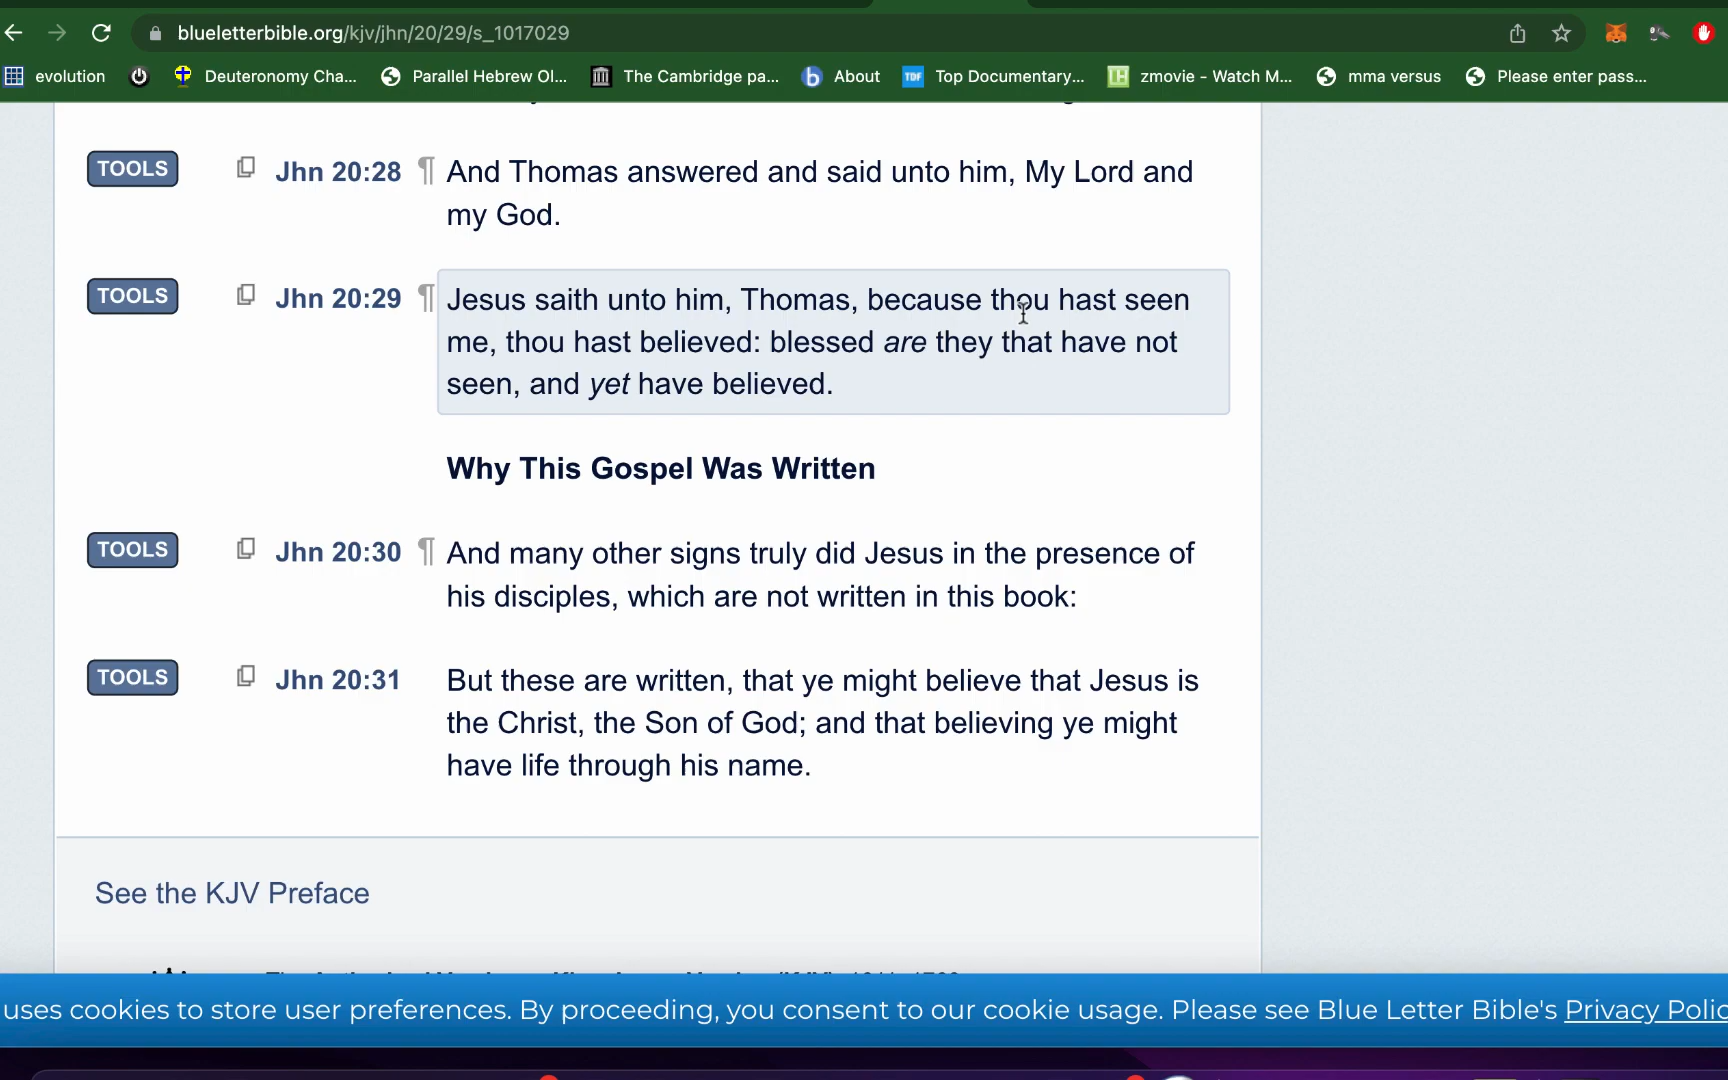 blueletterbible.org/kjv/jhn/20/29/s_1017029
evolution Deuteronomy Cha... Parallel Hebrew Ol... The Cambridge pa... b About TDF Top Documentary... zmovie - Watch M... mma versus Please enter pass...
TOOLS Jhn 20:28 ¶ And Thomas answered and said unto him, My Lord and
my God.
TOOLS Jhn 20:29 ¶ Jesus saith unto him, Thomas, because thou hast seen
me, thou hast believed: blessed are they that have not
seen, and yet have believed.
Why This Gospel Was Written
TOOLS Jhn 20:30 ¶ And many other signs truly did Jesus in the presence of
his disciples, which are not written in this book:
TOOLS Jhn 20:31 But these are written, that ye might believe that Jesus is
the Christ, the Son of God; and that believing ye might
have life through his name.
See the KJV Preface
uses cookies to store user preferences. By proceeding, you consent to our cookie usage. Please see Blue Letter Bible's Privacy Polic